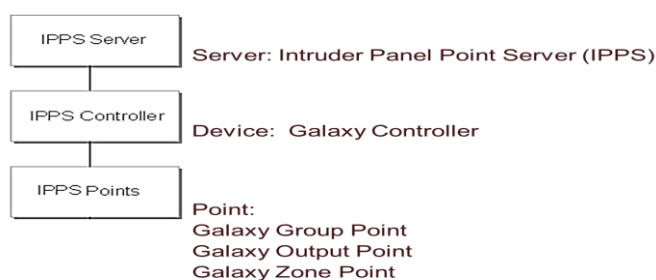 IPPS Server
Server: Intruder Panel Point Server (IPPS)
IPPS Controller
Device: Galaxy Controller
IPPS Points
Point:
Galaxy Group Point
Galaxy Output Point
Galaxy Zone Point